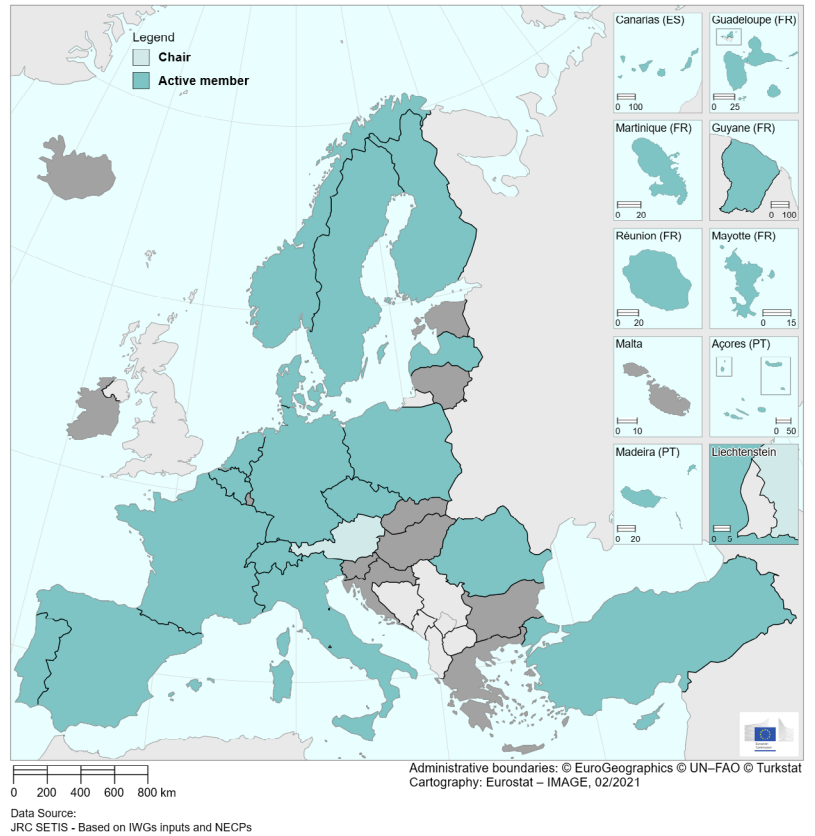 Legend
Chair
Active member
Canarias (ES)
0 100
Guadeloupe (FR)
0 25
Martinique (FR)
0 20
Guyane (FR)
0 100
Réunion (FR)
0 20
Mayotte (FR)
0 15
Malta
0 10
Açores (PT)
0 50
Madeira (PT)
0 20
Liechtenstein
0 5
European
Commission
0 200 400 600 800 km
Administrative boundaries: © EuroGeographics © UN–FAO © Turkstat
Cartography: Eurostat – IMAGE, 02/2021
Data Source:
JRC SETIS - Based on IWGs inputs and NECPs